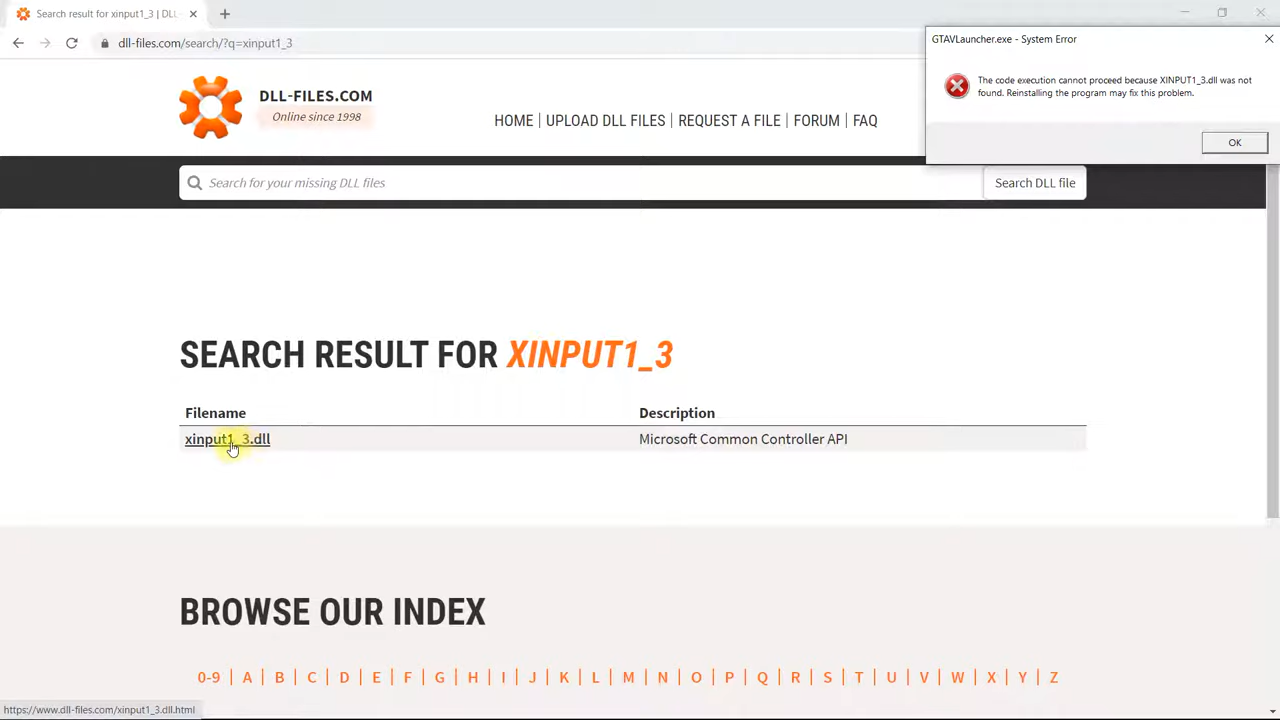 Search result for xinput1_3 | DLL
dll-files.com/search/?q=xinput1_3
GTAVLauncher.exe - System Error
The code execution cannot proceed because XINPUT1_3.dll was not
found. Reinstalling the program may fix this problem.
OK
DLL-FILES.COM
Online since 1998
HOME | UPLOAD DLL FILES | REQUEST A FILE | FORUM | FAQ
Search for your missing DLL files
Search DLL file
SEARCH RESULT FOR XINPUT1_3
Filename Description
xinput1_3.dll Microsoft Common Controller API
BROWSE OUR INDEX
0-9 | A | B | C | D | E | F | G | H | I | J | K | L | M | N | O | P | Q | R | S | T | U | V | W | X | Y | Z
https://www.dll-files.com/xinput1_3.dll.html